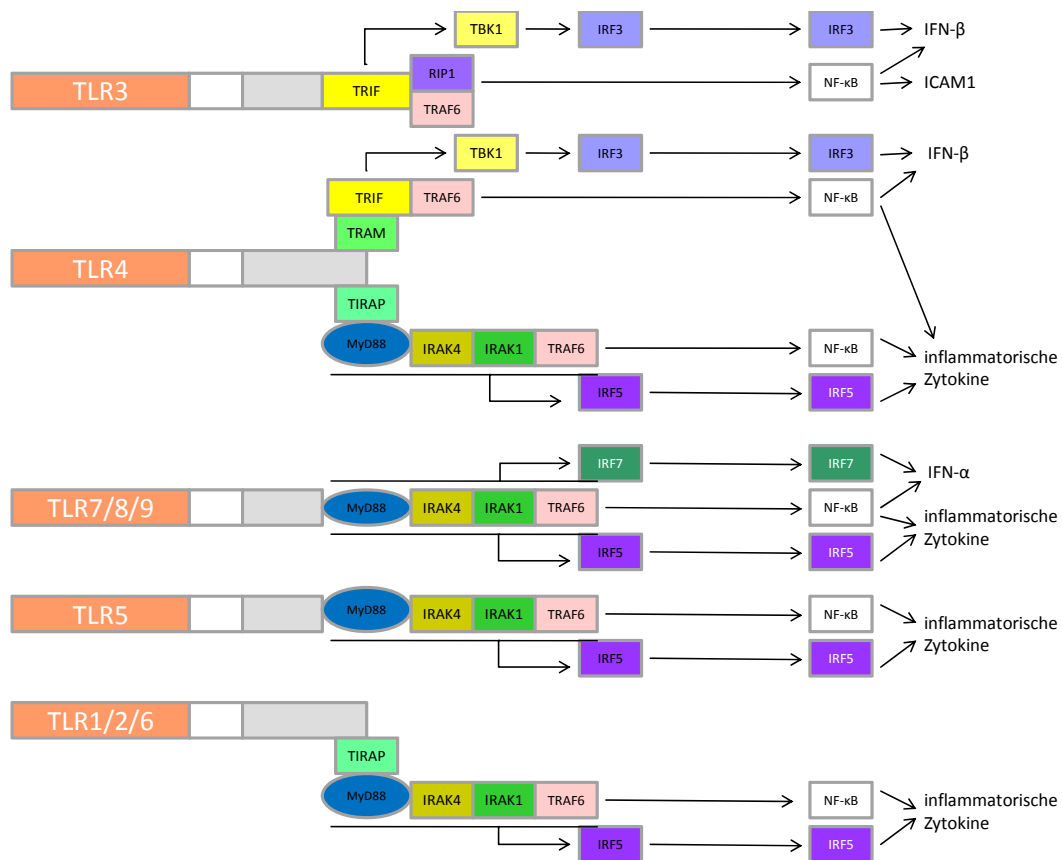 TBK1
IRF3
IRF3
IFN-β
RIP1
TLR3
TRIF
NF-κB
ICAM1
TRAF6
TBK1
IRF3
IRF3
IFN-β
TRIF
TRAF6
NF-κB
TRAM
TLR4
TIRAP
MyD88
IRAK4
IRAK1
TRAF6
NF-κB
inflammatorische
Zytokine
IRF5
IRF5
IRF7
IRF7
IFN-α
TLR7/8/9
MyD88
IRAK4
IRAK1
TRAF6
NF-κB
inflammatorische
Zytokine
IRF5
IRF5
TLR5
MyD88
IRAK4
IRAK1
TRAF6
NF-κB
inflammatorische
Zytokine
IRF5
IRF5
TLR1/2/6
TIRAP
MyD88
IRAK4
IRAK1
TRAF6
NF-κB
inflammatorische
Zytokine
IRF5
IRF5